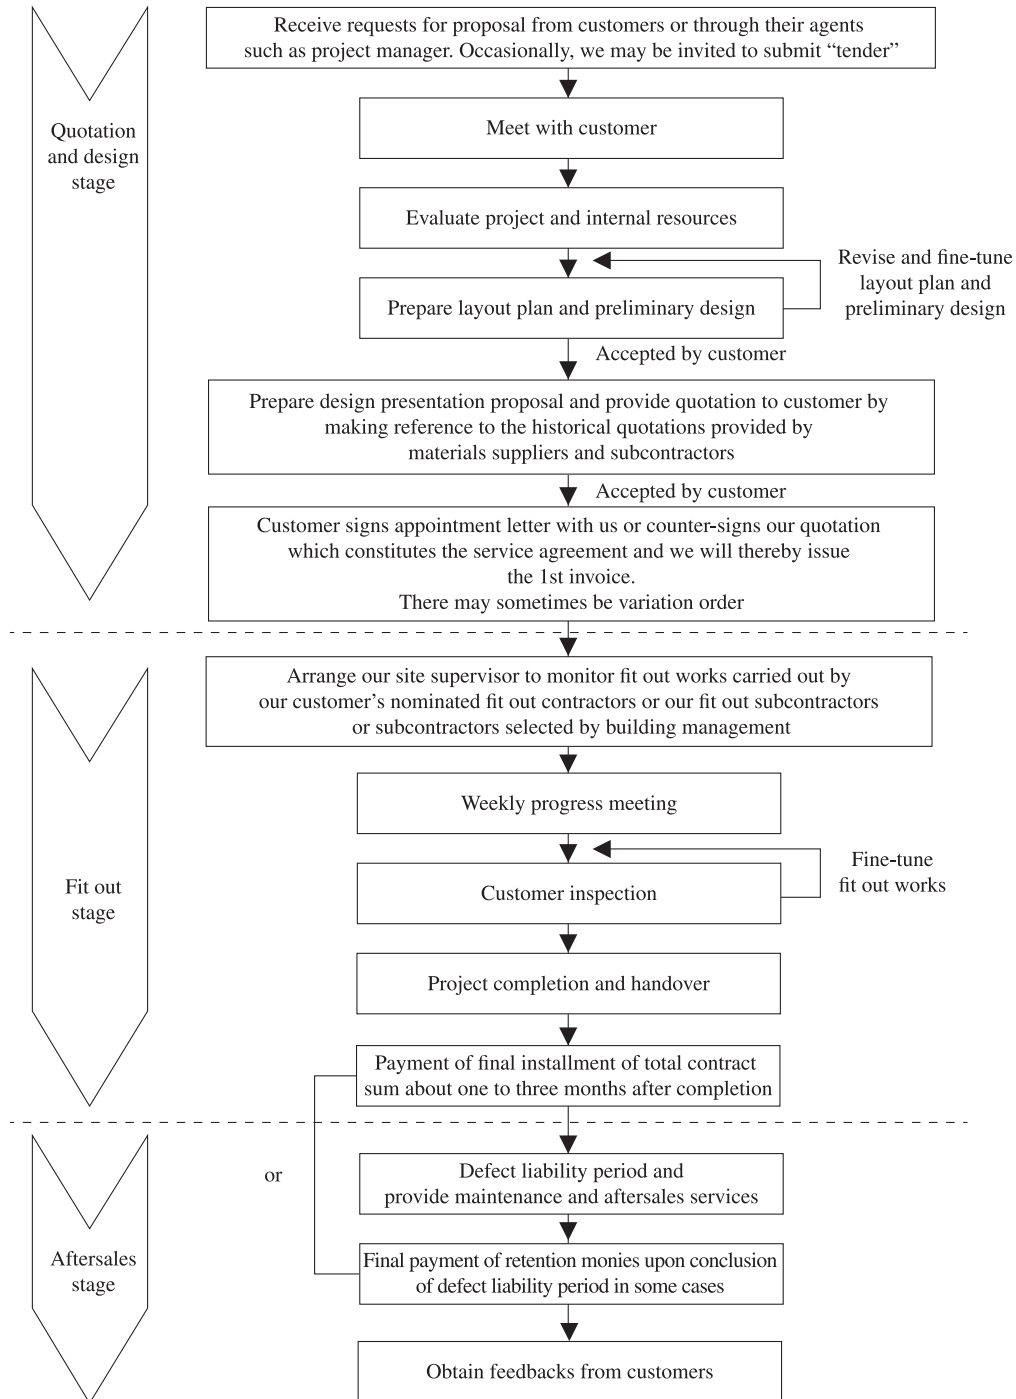 Receive requests for proposal from customers or through their agents
such as project manager. Occasionally, we may be invited to submit “tender”
Quotation
and design
stage
Meet with customer
Evaluate project and internal resources
Revise and fine-tune
layout plan and
preliminary design
Prepare layout plan and preliminary design
Accepted by customer
Prepare design presentation proposal and provide quotation to customer by
making reference to the historical quotations provided by
materials suppliers and subcontractors
Accepted by customer
Customer signs appointment letter with us or counter-signs our quotation
which constitutes the service agreement and we will thereby issue
the 1st invoice.
There may sometimes be variation order
Arrange our site supervisor to monitor fit out works carried out by
our customer’s nominated fit out contractors or our fit out subcontractors
or subcontractors selected by building management
Weekly progress meeting
Fit out
stage
Fine-tune
fit out works
Customer inspection
Project completion and handover
Payment of final installment of total contract
sum about one to three months after completion
or
Defect liability period and
provide maintenance and aftersales services
Aftersales
stage
Final payment of retention monies upon conclusion
of defect liability period in some cases
Obtain feedbacks from customers